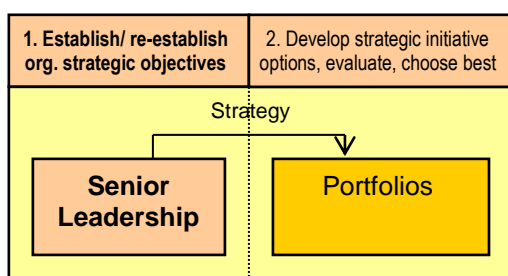 1. Establish/ re-establish
org. strategic objectives
2. Develop strategic initiative
options, evaluate, choose best
Strategy
Senior
Leadership
Portfolios